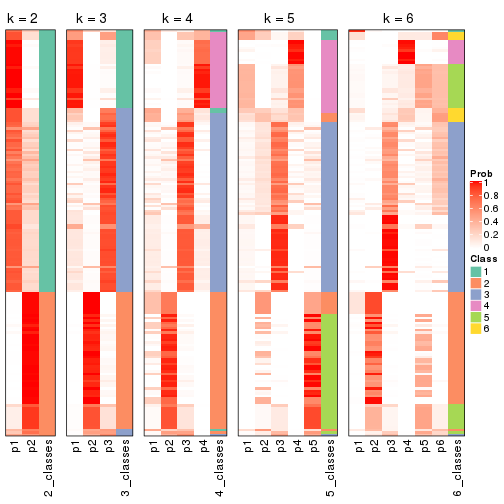 k = 2
k = 3
k = 4
k = 5
k = 6
Prob
1
0.8
0.6
0.4
0.2
0
Class
1
2
3
4
5
6
p1
p2
2_classes
p1
p2
p3
3_classes
p1
p2
p3
p4
4_classes
p1
p2
p3
p4
p5
5_classes
p1
p2
p3
p4
p5
p6
6_classes